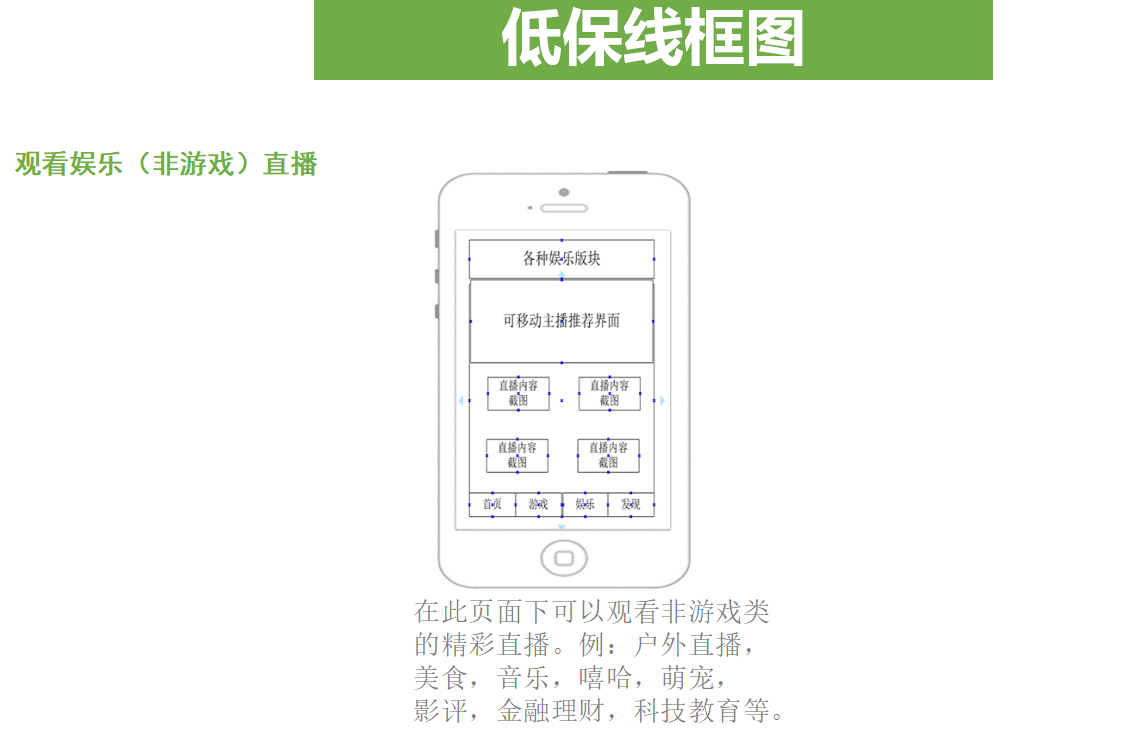 低保线框图
观看娱乐（非游戏）直播
各种娱乐版块
可移动主播推荐界面
直播内容
截图
直播内容
截图
直播内容
截图
直播内容
截图
首页 游戏 娱乐 发现
在此页面下可以观看非游戏类
的精彩直播。例：户外直播，
美食，音乐，嘻哈，萌宠，
影评，金融理财，科技教育等。